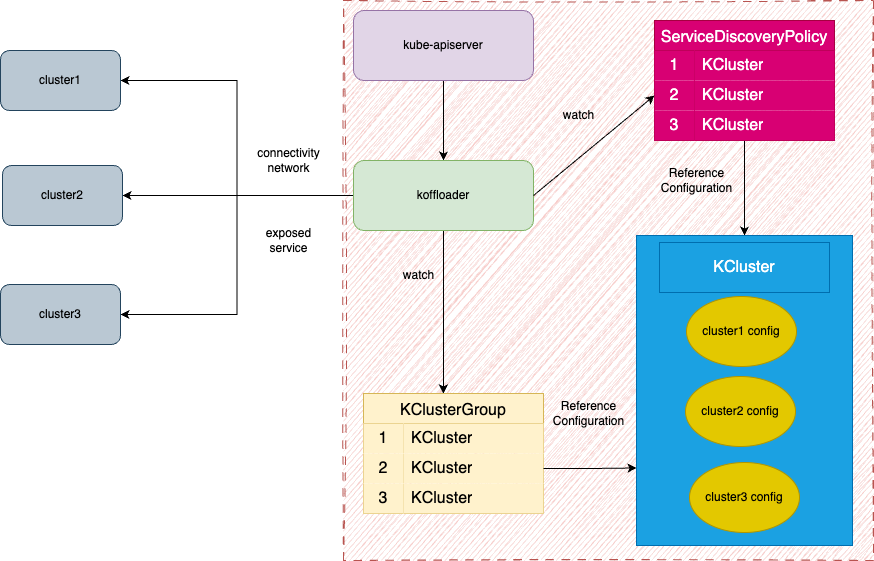 kube-apiserver
ServiceDiscoveryPolicy
1 KCluster
2 KCluster
3 KCluster
cluster1
watch
connectivity
network
Reference
Configuration
cluster2
koffloader
exposed
service
watch
KCluster
cluster3
cluster1 config
KClusterGroup
1 KCluster
2 KCluster
3 KCluster
Reference
Configuration
cluster2 config
cluster3 config